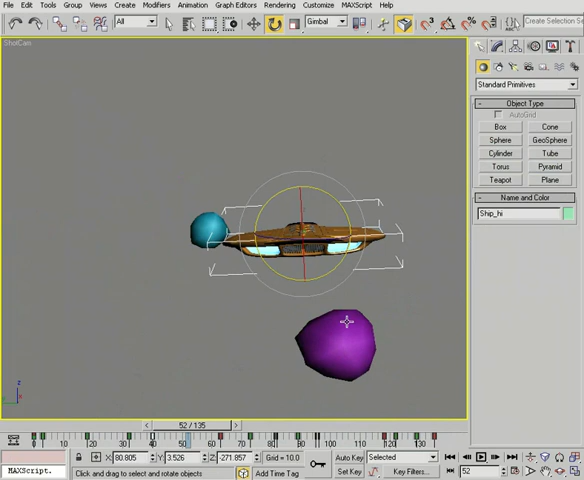 File Edit Tools Group Views Create Modifiers Animation Graph Editors Rendering Customize MAXScript Help
All Gimbal Create Selection Se
ShotCam
Standard Primitives
Object Type
AutoGrid
Box Cone
Sphere GeoSphere
Cylinder Tube
Torus Pyramid
Teapot Plane
Name and Color
Ship_hi
52 / 135
0 10 20 30 40 50 60 70 80 90 100 110 120 130
X: 80.805 Y: 3.526 Z: -271.857 Grid = 10.0 Auto Key Selected
MAXScript. Click and drag to select and rotate objects Add Time Tag Set Key Key Filters... 52